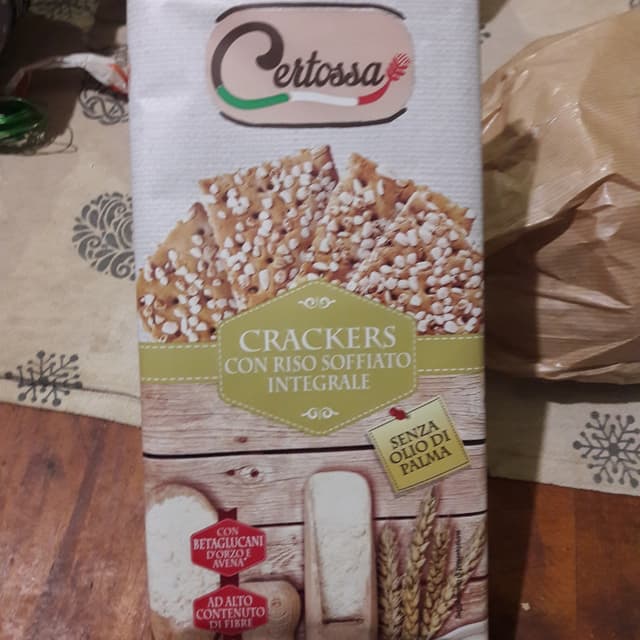 Certossa
CRACKERS
CON RISO SOFFIATO
INTEGRALE
SENZA
OLIO DI
PALMA
CON
BETAGLUCANI
D'ORZO E
AVENA*
AD ALTO
CONTENUTO
DI FIBRE